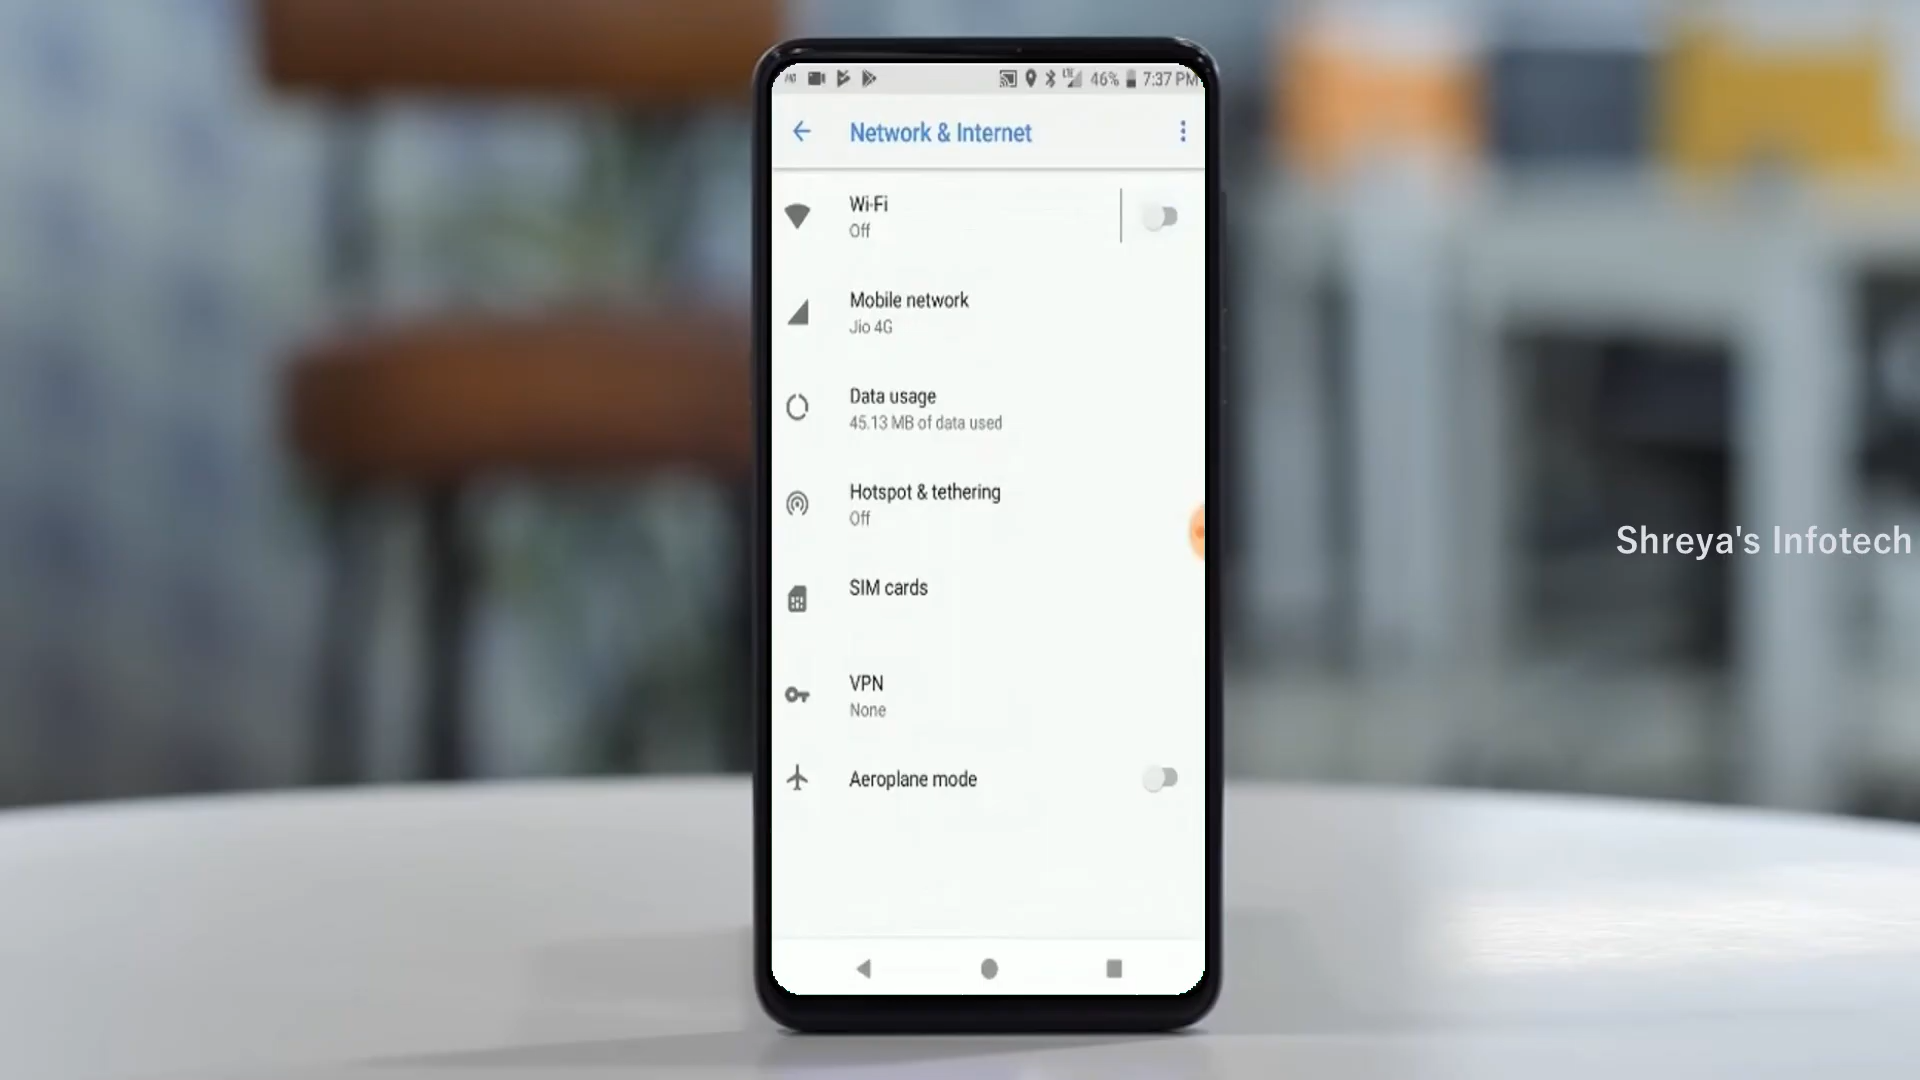 46% 7:37 PM
Network & Internet
Wi-Fi
Off
Mobile network
Jio 4G
Data usage
45.13 MB of data used
Hotspot & tethering
Off
SIM cards
VPN
None
Aeroplane mode
Shreya's Infotech